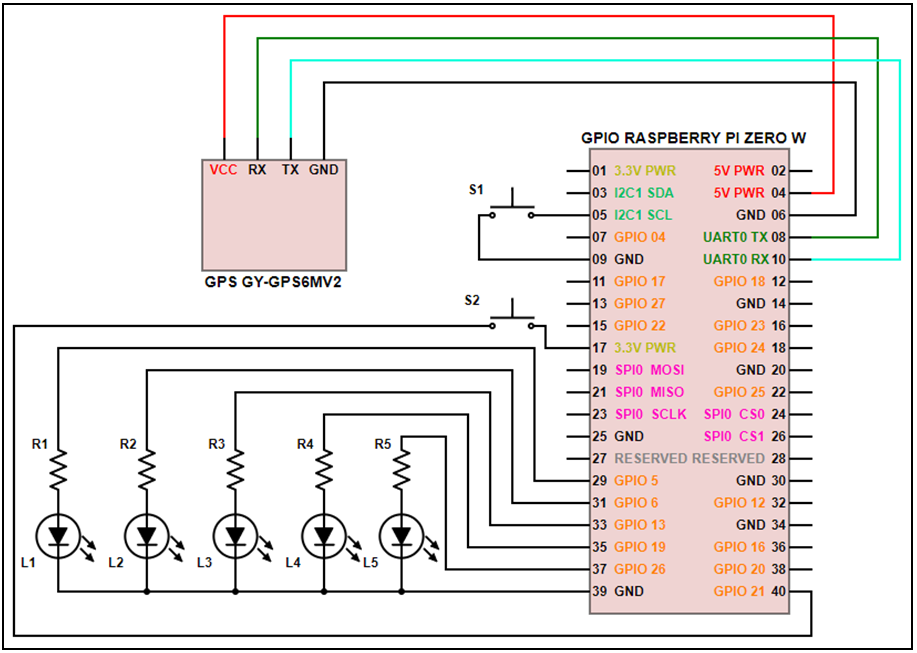 GPIO RASPBERRY PI ZERO W
VCC RX TX GND
GPS GY-GPS6MV2
S1
S2
01 3.3V PWR 5V PWR 02
03 I2C1 SDA 5V PWR 04
05 I2C1 SCL GND 06
07 GPIO 04 UART0 TX 08
09 GND UART0 RX 10
11 GPIO 17 GPIO 18 12
13 GPIO 27 GND 14
15 GPIO 22 GPIO 23 16
17 3.3V PWR GPIO 24 18
19 SPI0 MOSI GND 20
21 SPI0 MISO GPIO 25 22
23 SPI0 SCLK SPI0 CS0 24
25 GND SPI0 CS1 26
27 RESERVED RESERVED 28
29 GPIO 5 GND 30
31 GPIO 6 GPIO 12 32
33 GPIO 13 GND 34
35 GPIO 19 GPIO 16 36
37 GPIO 26 GPIO 20 38
39 GND GPIO 21 40
R1 R2 R3 R4 R5
L1 L2 L3 L4 L5